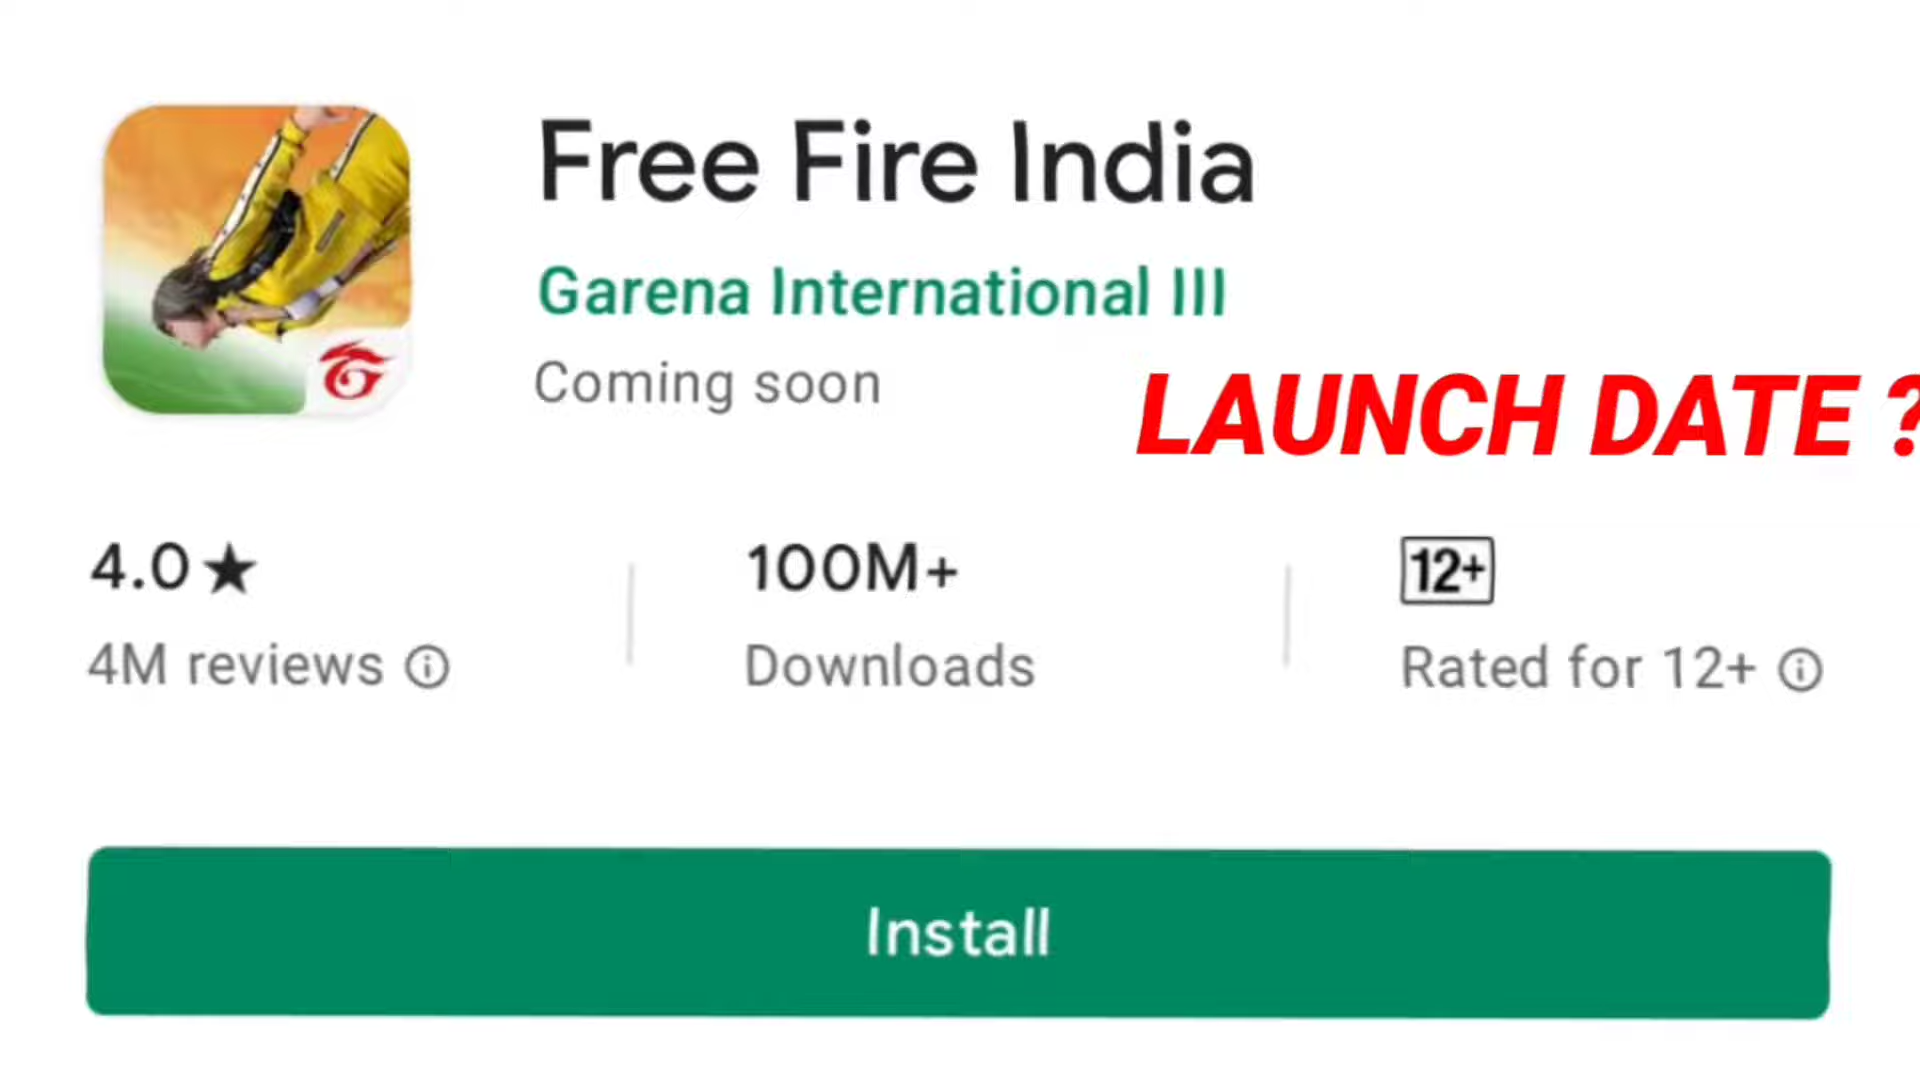 Free Fire India
Garena International III
Coming soon
LAUNCH DATE ?
4.0★
100M+
12+
4M reviews
Downloads
Rated for 12+
Install